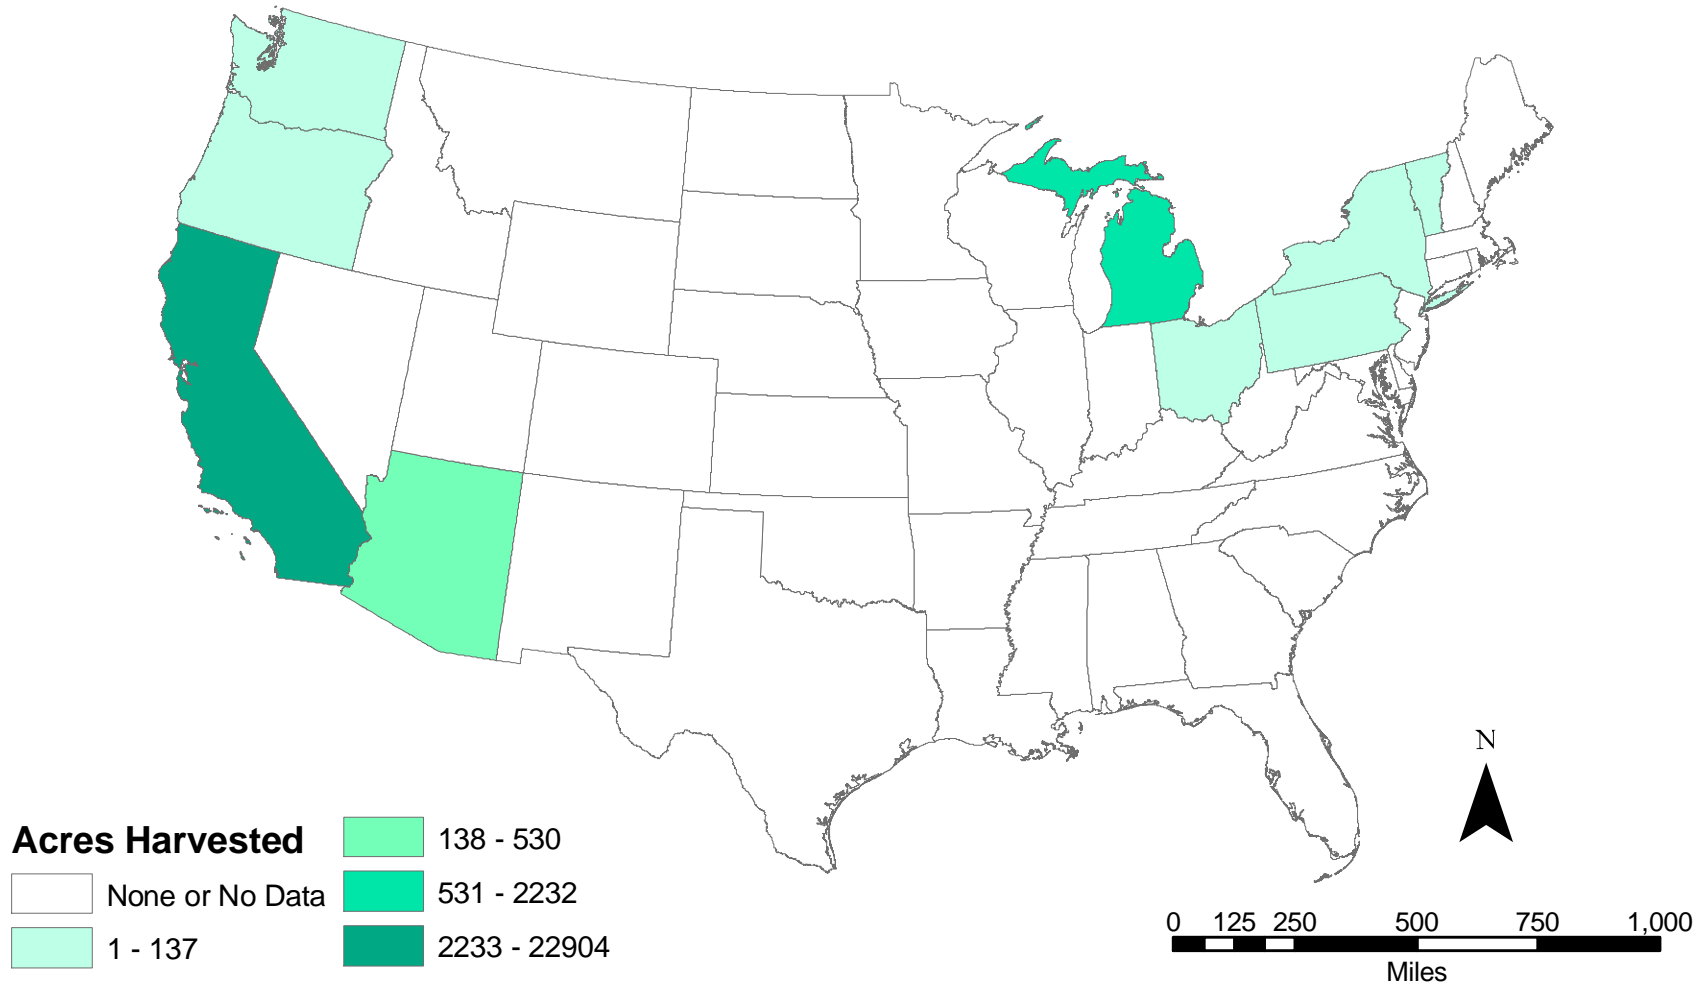 N
Acres Harvested
None or No Data
1 - 137
138 - 530
531 - 2232
2233 - 22904
0 125 250 500 750 1,000
Miles